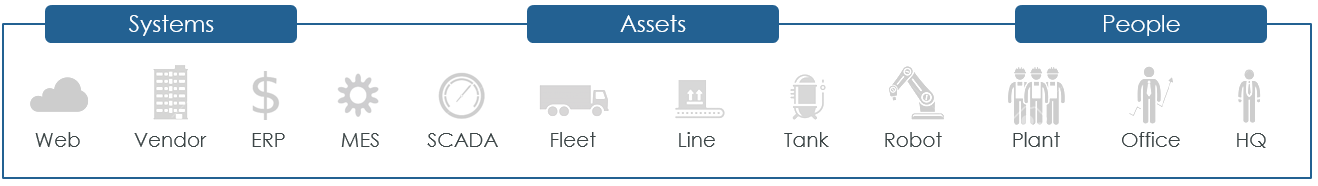 Systems Assets People
Web Vendor ERP MES SCADA Fleet Line Tank Robot Plant Office HQ